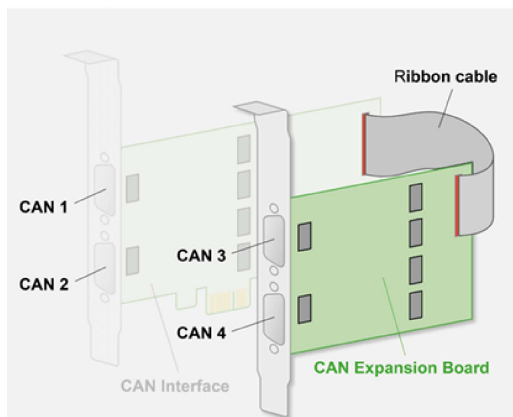 Ribbon cable
CAN 1
CAN 2
CAN 3
CAN 4
CAN Interface
CAN Expansion Board